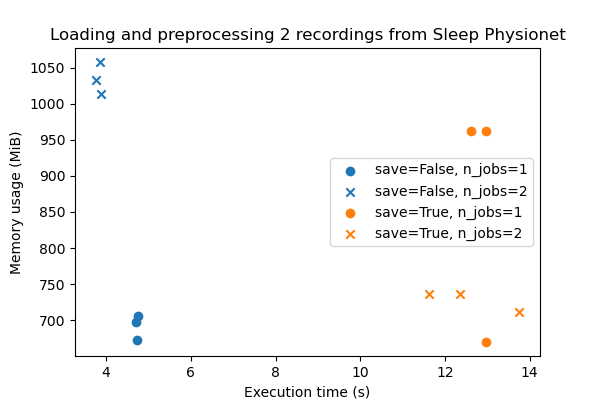 Loading and preprocessing 2 recordings from Sleep Physionet
1050
1000
950
900
850
800
750
700
Memory usage (MiB)
save=False, n_jobs=1
save=False, n_jobs=2
save=True, n_jobs=1
save=True, n_jobs=2
4
6
8
10
12
14
Execution time (s)